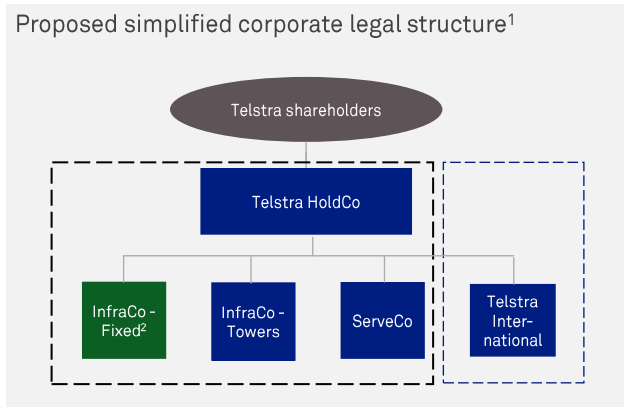 Proposed simplified corporate legal structure¹
Telstra shareholders
Telstra HoldCo
InfraCo -
Fixed²
InfraCo -
Towers
ServeCo
Telstra
Inter-
national